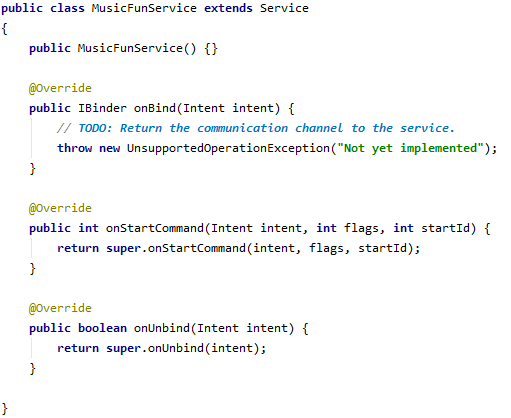 public class MusicFunService extends Service
{
public MusicFunService() {}
@Override
public IBinder onBind(Intent intent) {
// TODO: Return the communication channel to the service.
throw new UnsupportedOperationException("Not yet implemented");
}
@Override
public int onStartCommand(Intent intent, int flags, int startId) {
return super.onStartCommand(intent, flags, startId);
}
@Override
public boolean onUnbind(Intent intent) {
return super.onUnbind(intent);
}
}